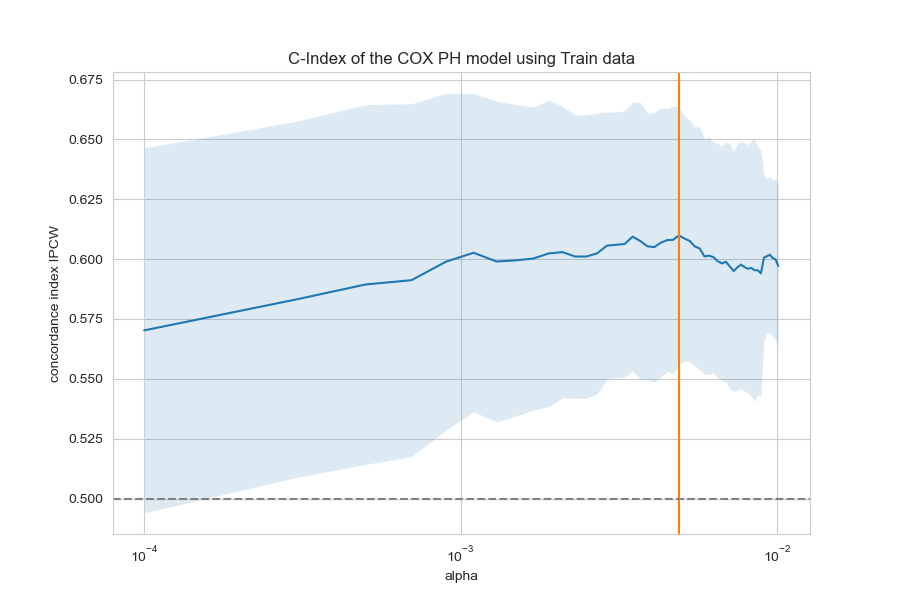 C-Index of the COX PH model using Train data
concordance index IPCW
0.675
0.650
0.625
0.600
0.575
0.550
0.525
0.500
10⁻⁴ 10⁻³ 10⁻²
alpha